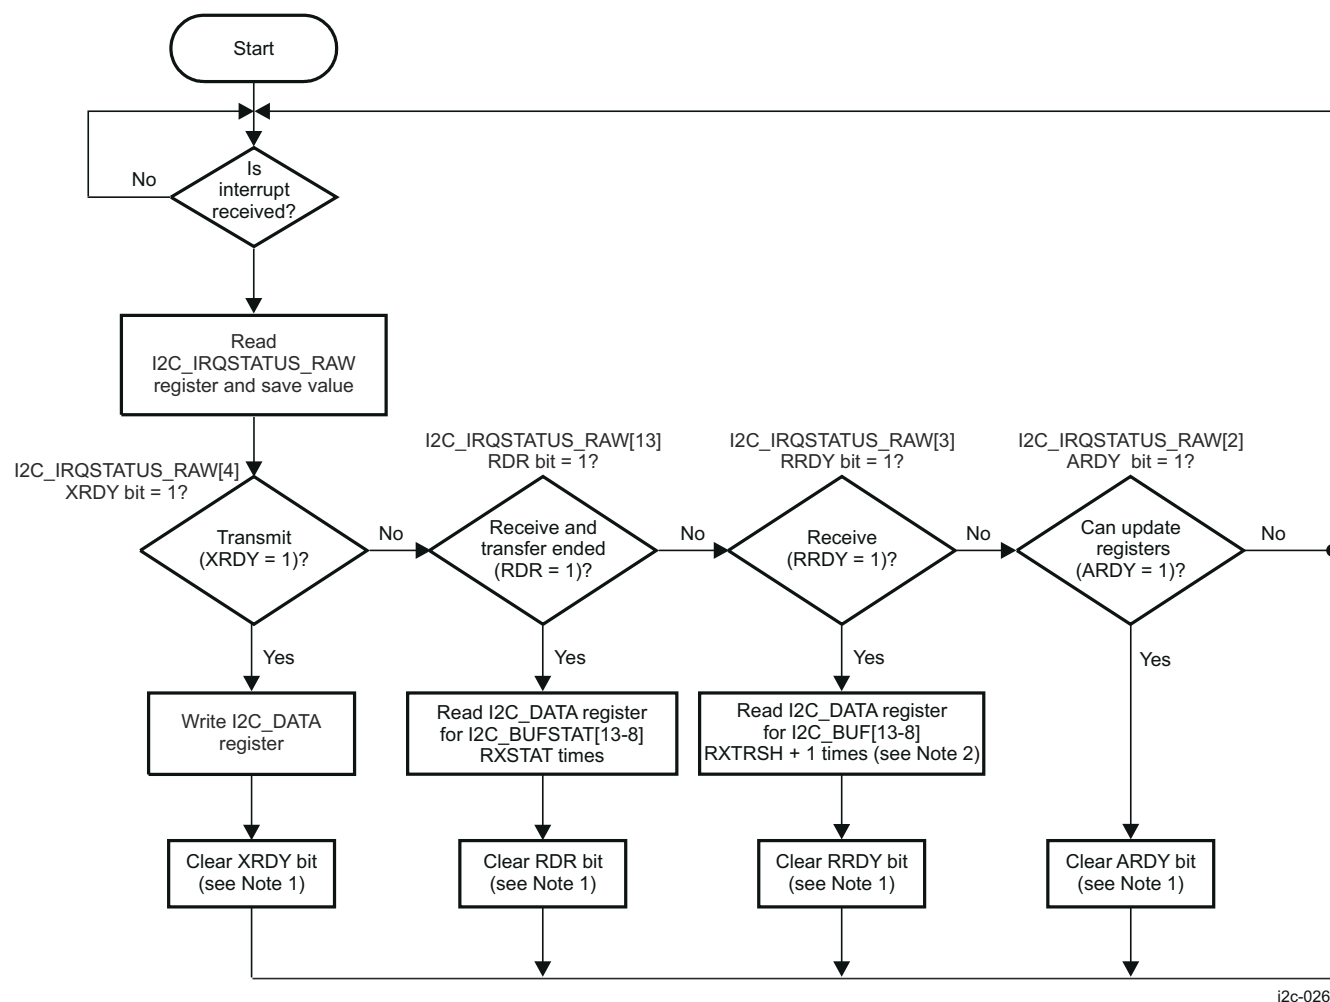 Start
Is
interrupt
received?
No
Read
I2C_IRQSTATUS_RAW
register and save value
I2C_IRQSTATUS_RAW[4]
XRDY bit = 1?
I2C_IRQSTATUS_RAW[13]
RDR bit = 1?
I2C_IRQSTATUS_RAW[3]
RRDY bit = 1?
I2C_IRQSTATUS_RAW[2]
ARDY  bit = 1?
Transmit
(XRDY = 1)?
No
Receive and
transfer ended
(RDR = 1)?
No
Receive
(RRDY = 1)?
No
Can update
registers
(ARDY = 1)?
No
Yes
Yes
Yes
Yes
Write I2C_DATA
register
Read I2C_DATA register
for I2C_BUFSTAT[13-8]
RXSTAT times
Read I2C_DATA register
for I2C_BUF[13-8]
RXTRSH + 1 times (see Note 2)
Clear XRDY bit
(see Note 1)
Clear RDR bit
(see Note 1)
Clear RRDY bit
(see Note 1)
Clear ARDY bit
(see Note 1)
i2c-026